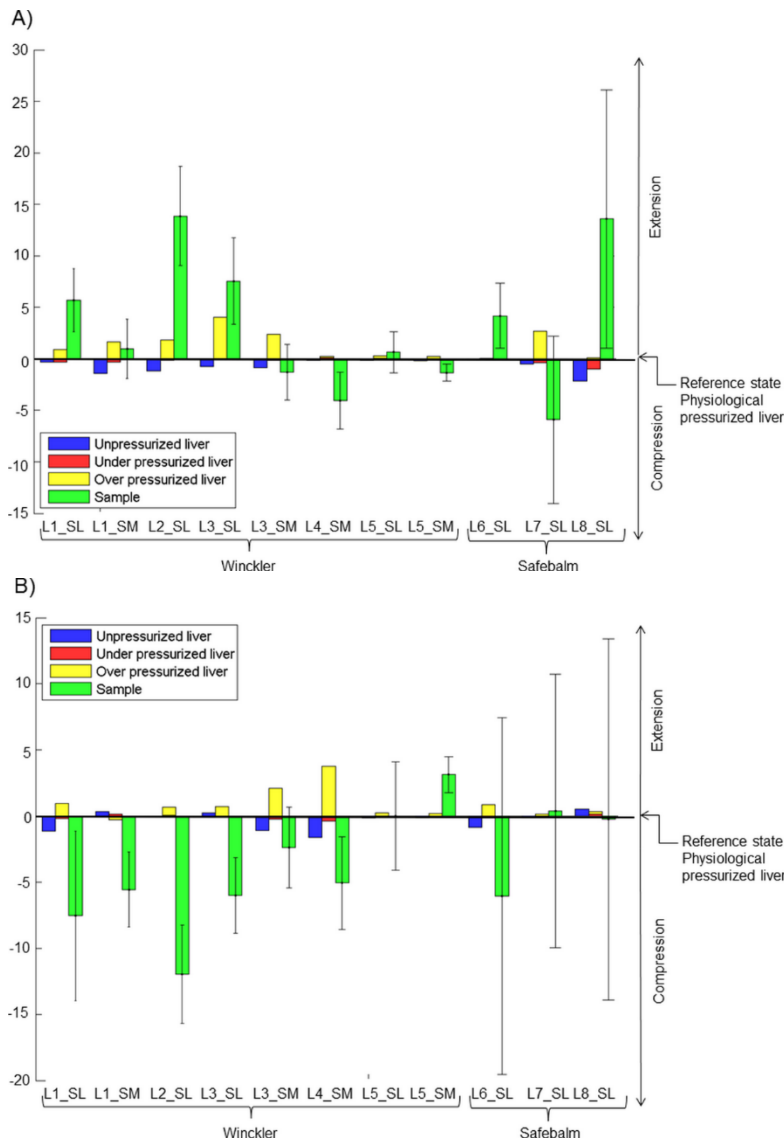 A)
30
25
20
15
10
5
0
-5
-10
-15
Extension
Compression
Reference state
Physiological
pressurized liver
Unpressurized liver
Under pressurized liver
Over pressurized liver
Sample
L1_SL L1_SM L2_SL L3_SL L3_SM L4_SM L5_SL L5_SM L6_SL L7_SL L8_SL
Winckler Safebalm
B)
15
10
5
0
-5
-10
-15
-20
Unpressurized liver
Under pressurized liver
Over pressurized liver
Sample
Extension
Compression
Reference state
Physiological
pressurized liver
L1_SL L1_SM L2_SL L3_SL L3_SM L4_SM L5_SL L5_SM L6_SL L7_SL L8_SL
Winckler Safebalm